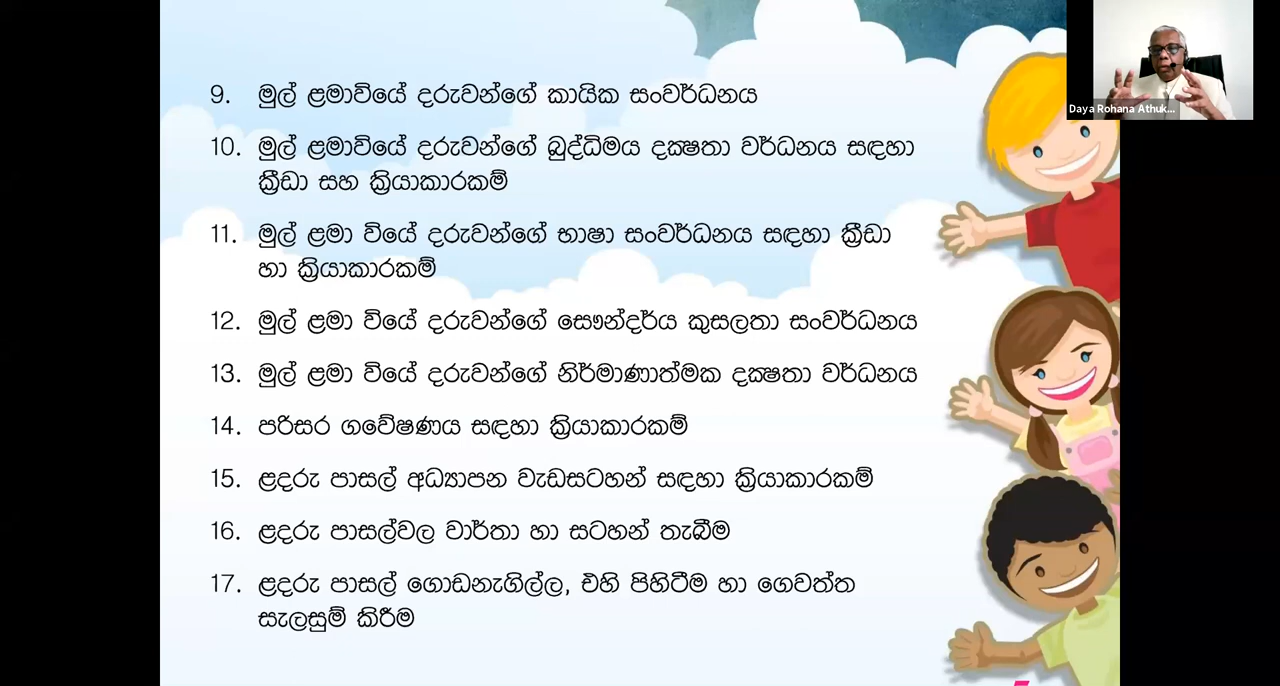 9. මුල් ළමාවියේ දරුවන්ගේ කායික සංවර්ධනය
10. මුල් ළමාවියේ දරුවන්ගේ බුද්ධිමය දක්ෂතා වර්ධනය සඳහා
ක්‍රීඩා සහ ක්‍රියාකාරකම්
11. මුල් ළමා වියේ දරුවන්ගේ භාෂා සංවර්ධනය සඳහා ක්‍රීඩා
හා ක්‍රියාකාරකම්
12. මුල් ළමා වියේ දරුවන්ගේ සෞන්දර්ය කුසලතා සංවර්ධනය
13. මුල් ළමා වියේ දරුවන්ගේ නිර්මාණාත්මක දක්ෂතා වර්ධනය
14. පරිසර ගවේෂණය සඳහා ක්‍රියාකාරකම්
15. ළදරු පාසල් අධ්‍යාපන වැඩසටහන් සඳහා ක්‍රියාකාරකම්
16. ළදරු පාසල්වල වාර්තා හා සටහන් තැබීම
17. ළදරු පාසල් ගොඩනැගිල්ල, එහි පිහිටීම හා ගෙවත්ත
සැලසුම් කිරීම
Daya Rohana Athuk...